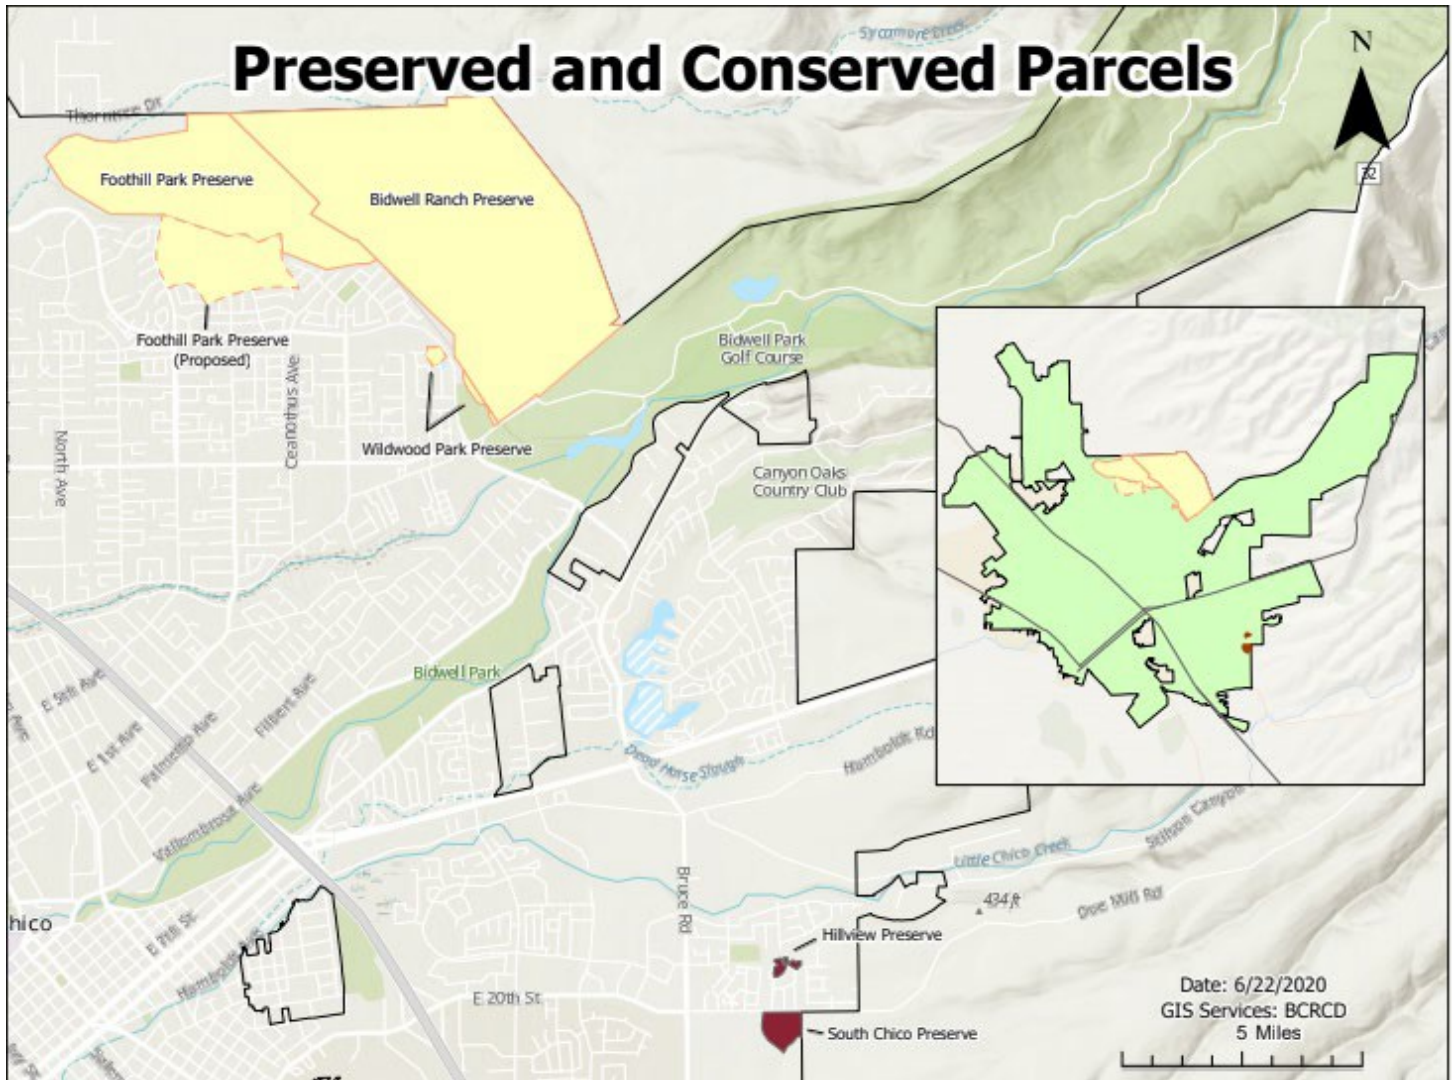 Sycamore Creek
Preserved and Conserved Parcels
N
Thorntree Dr
32
Foothill Park Preserve
Bidwell Ranch Preserve
Foothill Park Preserve
(Proposed)
Bidwell Park
Golf Course
Ceanothus Ave
North Ave
Wildwood Park Preserve
Canyon Oaks
Country Club
Bidwell Park
E 5th Ave
Filbert Ave
E 1st Ave
Palmetto Ave
Dead Horse Slough
Humboldt Rd
Vallombrosa Ave
Stilson Canyon
Little Chico Creek
Bruce Rd
434 ft
Doe Mill Rd
hico
E 7th St
Hillview Preserve
Humboldt Ave
E 20th St
Date: 6/22/2020
GIS Services: BCRCD
5 Miles
South Chico Preserve